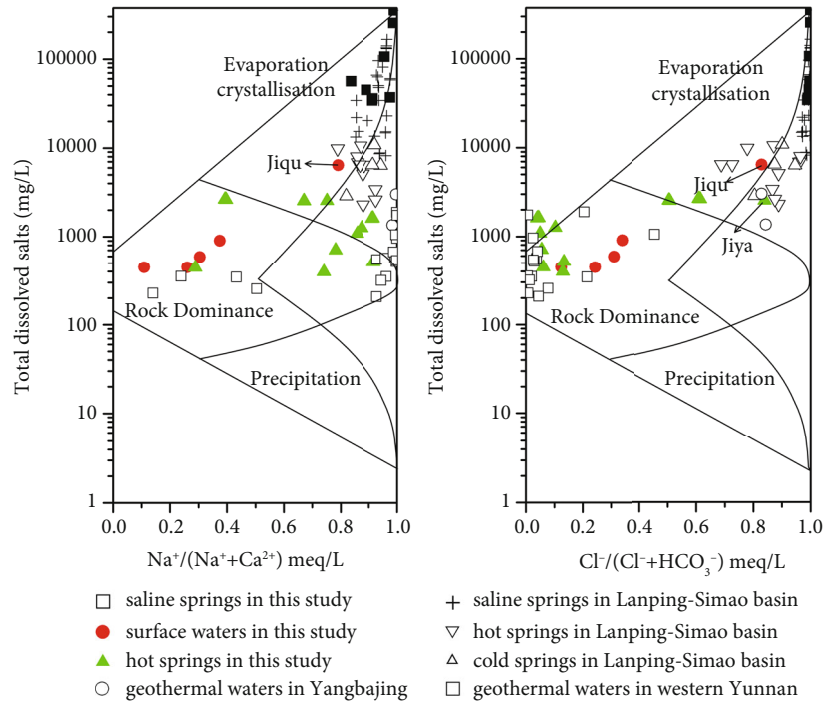 100000
10000
1000
100
10
1
Total dissolved salts (mg/L)
Evaporation
crystallisation
Jiqu
Rock Dominance
Precipitation
0.0 0.2 0.4 0.6 0.8 1.0
Na⁺/(Na⁺+Ca²⁺) meq/L
100000
10000
1000
100
10
1
Total dissolved salts (mg/L)
Evaporation
crystallisation
Jiqu
Jiya
Rock Dominance
Precipitation
0.0 0.2 0.4 0.6 0.8 1.0
Cl⁻/(Cl⁻+HCO₃⁻) meq/L
saline springs in this study
surface waters in this study
hot springs in this study
geothermal waters in Yangbajing
saline springs in Lanping-Simao basin
hot springs in Lanping-Simao basin
cold springs in Lanping-Simao basin
geothermal waters in western Yunnan